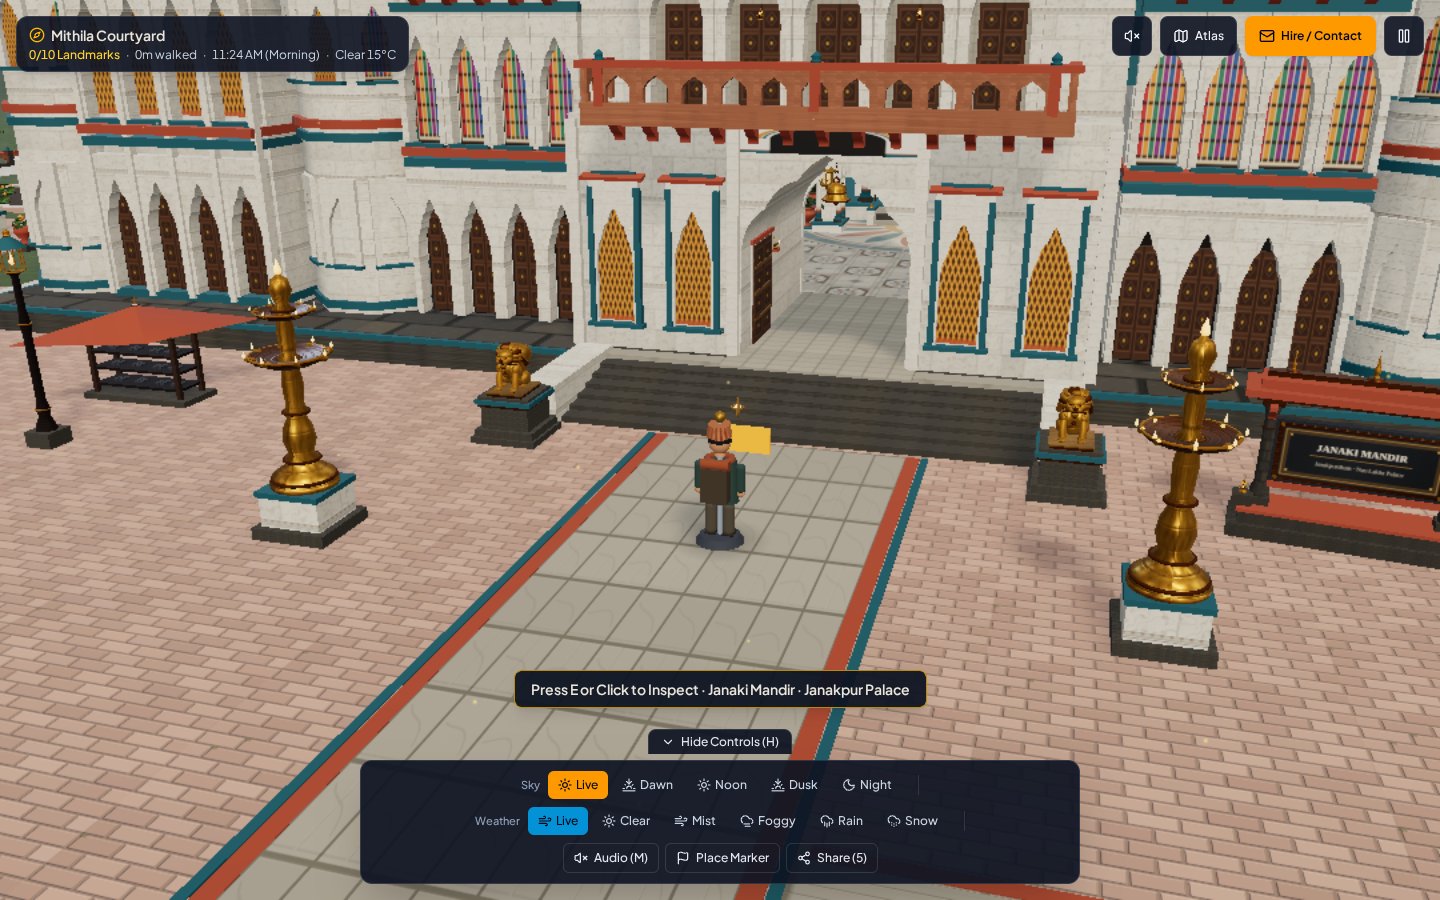 Mithila Courtyard
0/10 Landmarks · 0m walked · 11:24 AM (Morning) · Clear 15°C
Atlas
Hire / Contact
JANAKI MANDIR
Press E or Click to Inspect · Janaki Mandir · Janakpur Palace
Hide Controls (H)
Sky Live Dawn Noon Dusk Night
Weather Live Clear Mist Foggy Rain Snow
Audio (M) Place Marker Share (5)